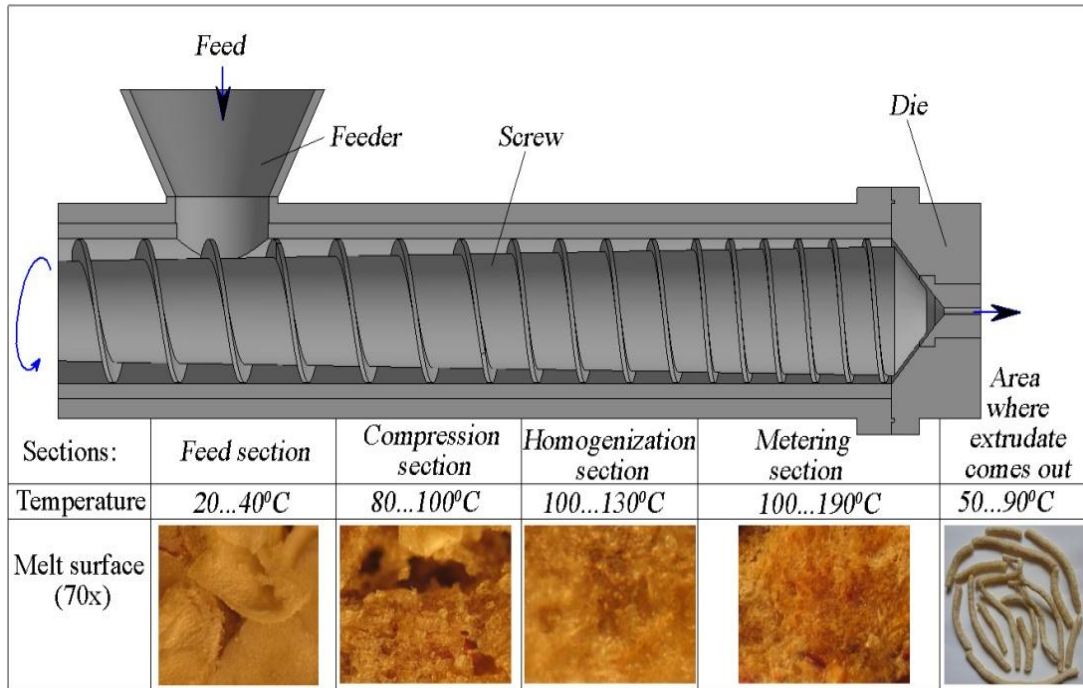 Feed
Feeder
Screw
Die
Area
where
extrudate
comes out
Sections:
Feed section
Compression
section
Homogenization
section
Metering
section
Temperature
20...40⁰C
80...100⁰C
100...130⁰C
100...190⁰C
50...90⁰C
Melt surface
(70x)